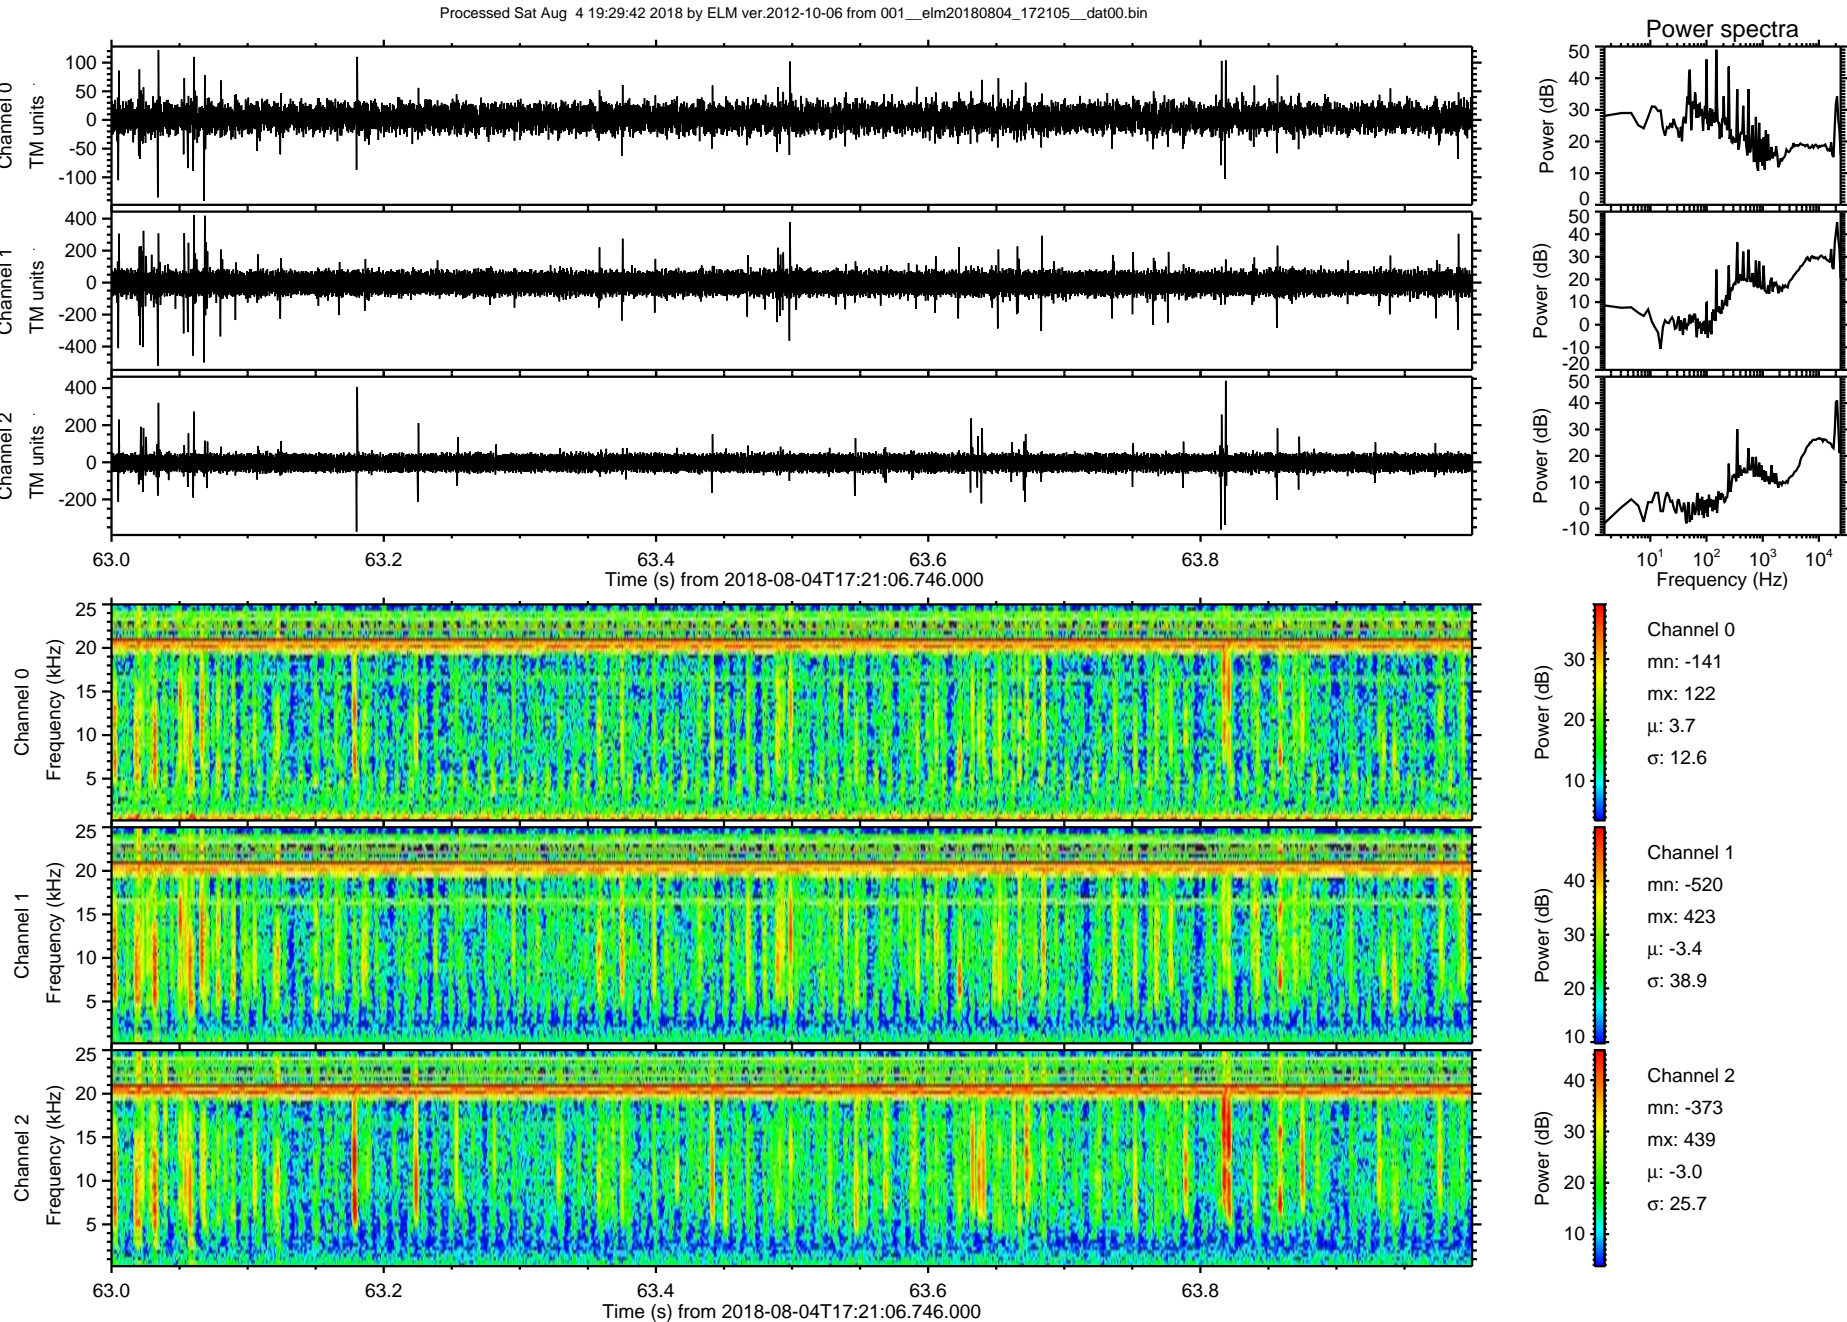 Processed Sat Aug 4 19:29:42 2018 by ELM ver.2012-10-06 from 001__elm20180804_172105__dat00.bin
Power spectra
Channel 0
TM units
100
50
0
-50
-100
Power (dB)
50
40
30
20
10
0
Channel 1
TM units
400
200
0
-200
-400
Power (dB)
50
40
30
20
10
0
-10
-20
Channel 2
TM units
400
200
0
-200
Power (dB)
50
40
30
20
10
0
-10
63.0 63.2 63.4 63.6 63.8
Time (s) from 2018-08-04T17:21:06.746.000
10¹ 10² 10³ 10⁴
Frequency (Hz)
Channel 0
Frequency (kHz)
25
20
15
10
5
Power (dB)
30
20
10
Channel 0
mn: -141
mx: 122
μ: 3.7
σ: 12.6
Channel 1
Frequency (kHz)
25
20
15
10
5
Power (dB)
40
30
20
10
Channel 1
mn: -520
mx: 423
μ: -3.4
σ: 38.9
Channel 2
Frequency (kHz)
25
20
15
10
5
Power (dB)
40
30
20
10
Channel 2
mn: -373
mx: 439
μ: -3.0
σ: 25.7
63.0 63.2 63.4 63.6 63.8
Time (s) from 2018-08-04T17:21:06.746.000